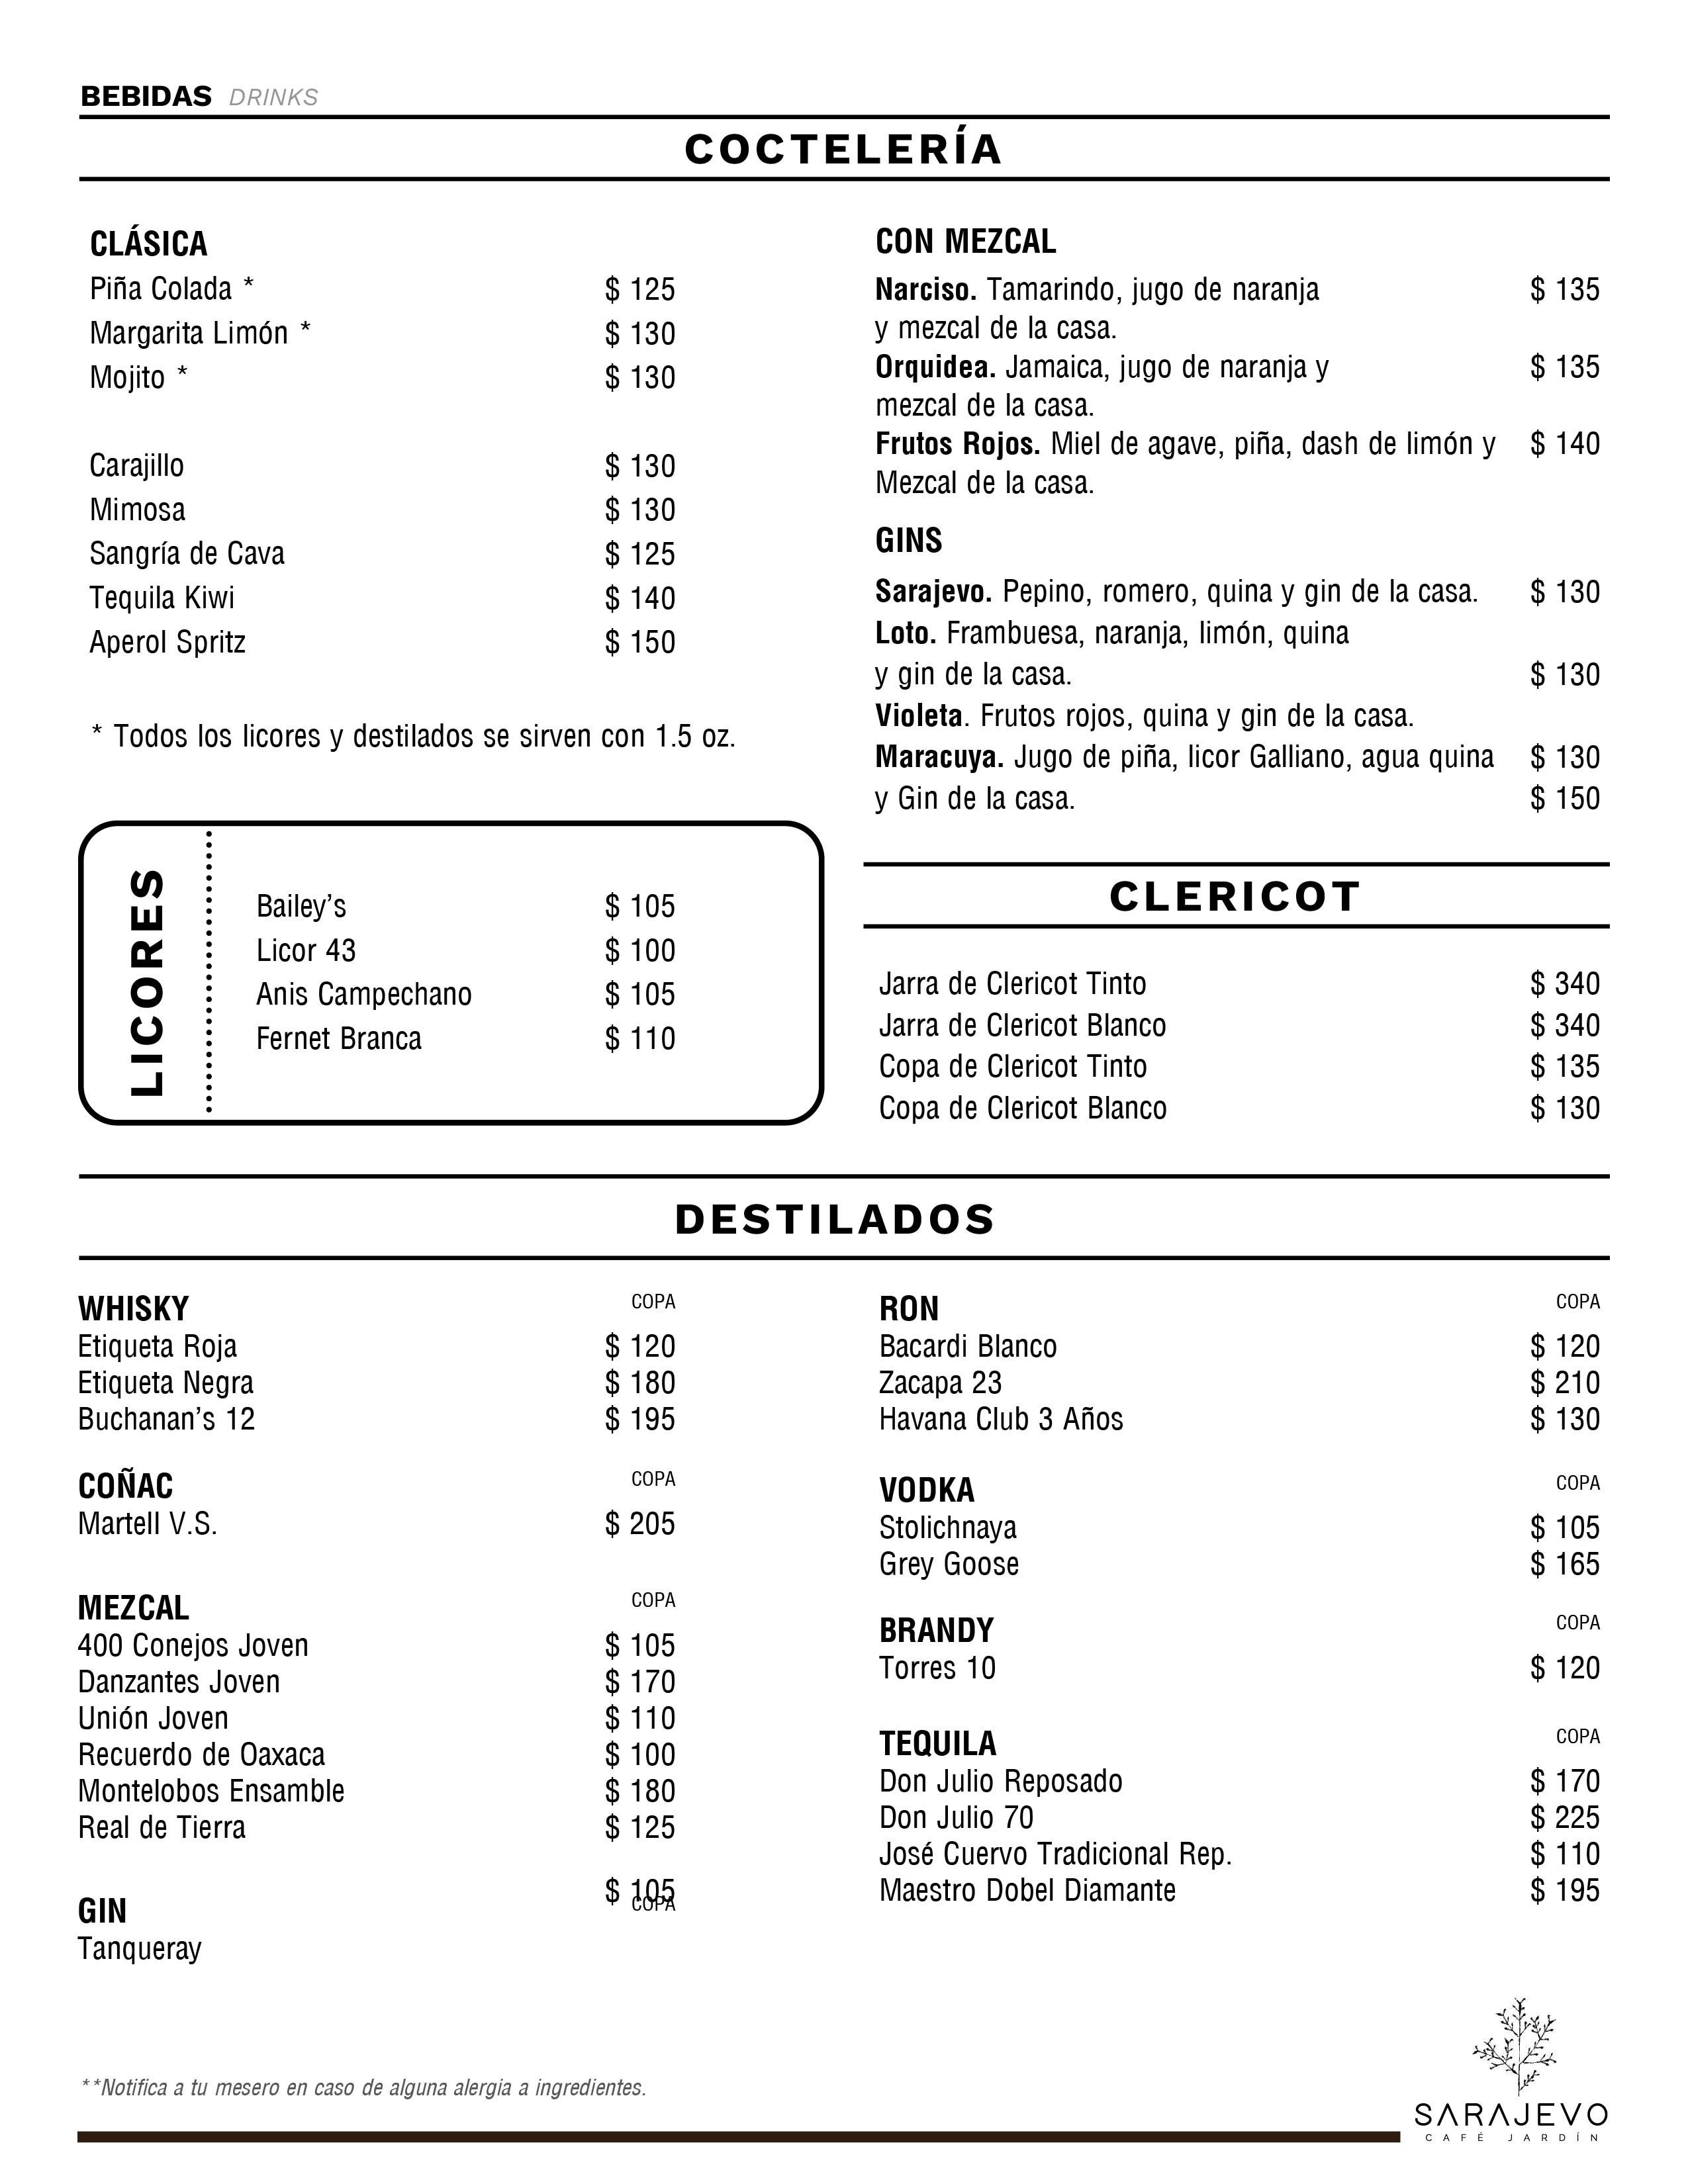 BEBIDAS DRINKS
COCTELERÍA
CLÁSICA
Piña Colada * $ 125
Margarita Limón * $ 130
Mojito * $ 130
Carajillo $ 130
Mimosa $ 130
Sangría de Cava $ 125
Tequila Kiwi $ 140
Aperol Spritz $ 150
* Todos los licores y destilados se sirven con 1.5 oz.
CON MEZCAL
Narciso. Tamarindo, jugo de naranja $ 135
y mezcal de la casa.
Orquidea. Jamaica, jugo de naranja y $ 135
mezcal de la casa.
Frutos Rojos. Miel de agave, piña, dash de limón y $ 140
Mezcal de la casa.
GINS
Sarajevo. Pepino, romero, quina y gin de la casa. $ 130
Loto. Frambuesa, naranja, limón, quina
y gin de la casa. $ 130
Violeta. Frutos rojos, quina y gin de la casa.
Maracuya. Jugo de piña, licor Galliano, agua quina $ 130
y Gin de la casa. $ 150
LICORES
Bailey’s $ 105
Licor 43 $ 100
Anis Campechano $ 105
Fernet Branca $ 110
CLERICOT
Jarra de Clericot Tinto $ 340
Jarra de Clericot Blanco $ 340
Copa de Clericot Tinto $ 135
Copa de Clericot Blanco $ 130
DESTILADOS
WHISKY COPA
Etiqueta Roja $ 120
Etiqueta Negra $ 180
Buchanan’s 12 $ 195
COÑAC COPA
Martell V.S. $ 205
MEZCAL COPA
400 Conejos Joven $ 105
Danzantes Joven $ 170
Unión Joven $ 110
Recuerdo de Oaxaca $ 100
Montelobos Ensamble $ 180
Real de Tierra $ 125
$ 105
GIN COPA
Tanqueray
RON COPA
Bacardi Blanco $ 120
Zacapa 23 $ 210
Havana Club 3 Años $ 130
VODKA COPA
Stolichnaya $ 105
Grey Goose $ 165
BRANDY COPA
Torres 10 $ 120
TEQUILA COPA
Don Julio Reposado $ 170
Don Julio 70 $ 225
José Cuervo Tradicional Rep. $ 110
Maestro Dobel Diamante $ 195
**Notifica a tu mesero en caso de alguna alergia a ingredientes.
SARAJEVO
CAFÉ JARDÍN